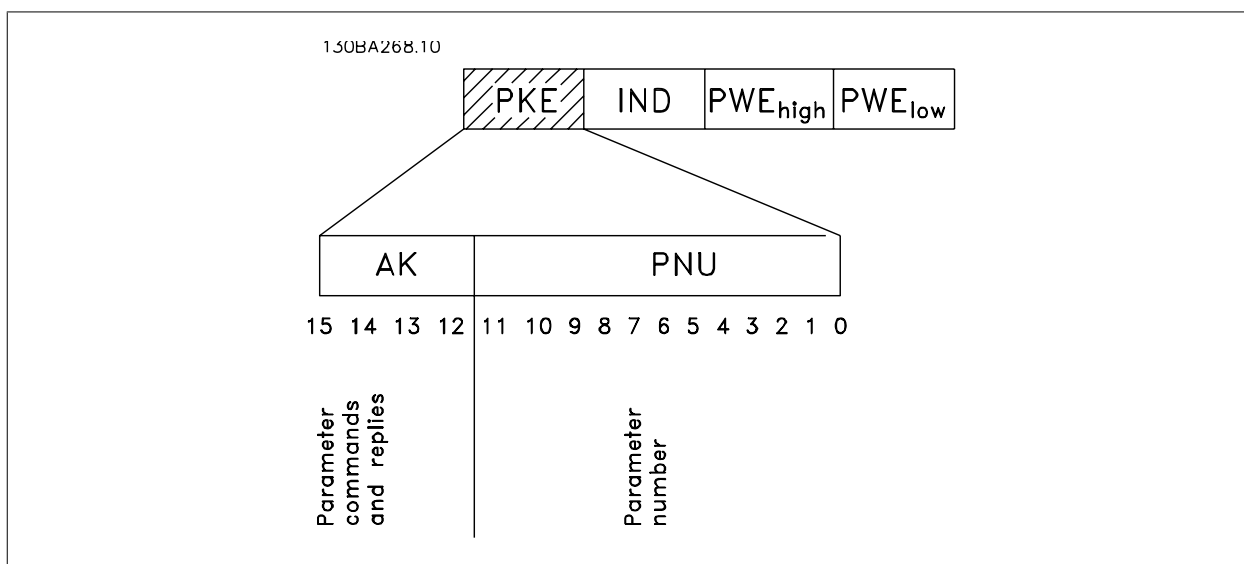 130BA268.10
PKE IND PWEhigh PWElow
AK PNU
15 14 13 12 11 10 9 8 7 6 5 4 3 2 1 0
Parameter
commands
and replies
Parameter
number